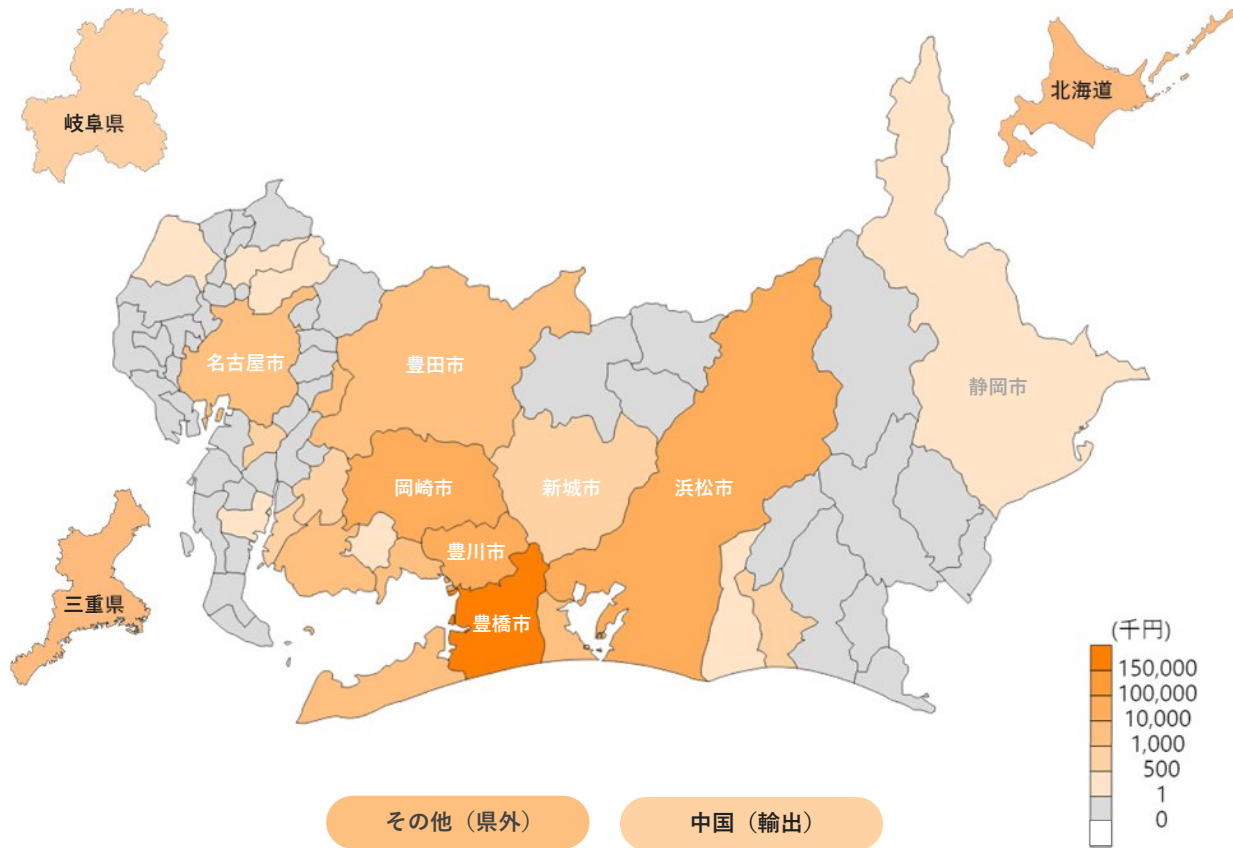 岐阜県
北海道
名古屋市
豊田市
静岡市
岡崎市
新城市
浜松市
豊川市
三重県
豊橋市
(千円)
150,000
100,000
10,000
1,000
500
1
0
その他（県外）
中国（輸出）